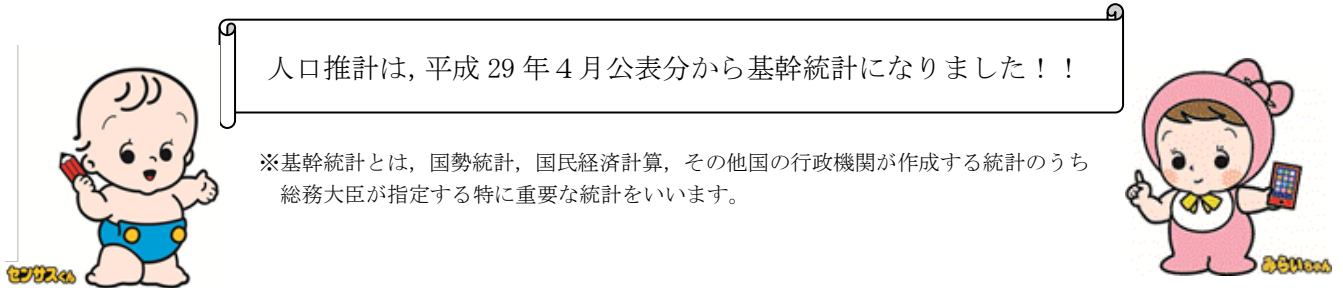 人口推計は，平成 29 年４月公表分から基幹統計になりました！！
※基幹統計とは，国勢統計，国民経済計算，その他国の行政機関が作成する統計のうち
総務大臣が指定する特に重要な統計をいいます。
センサスくん
みらいちゃん